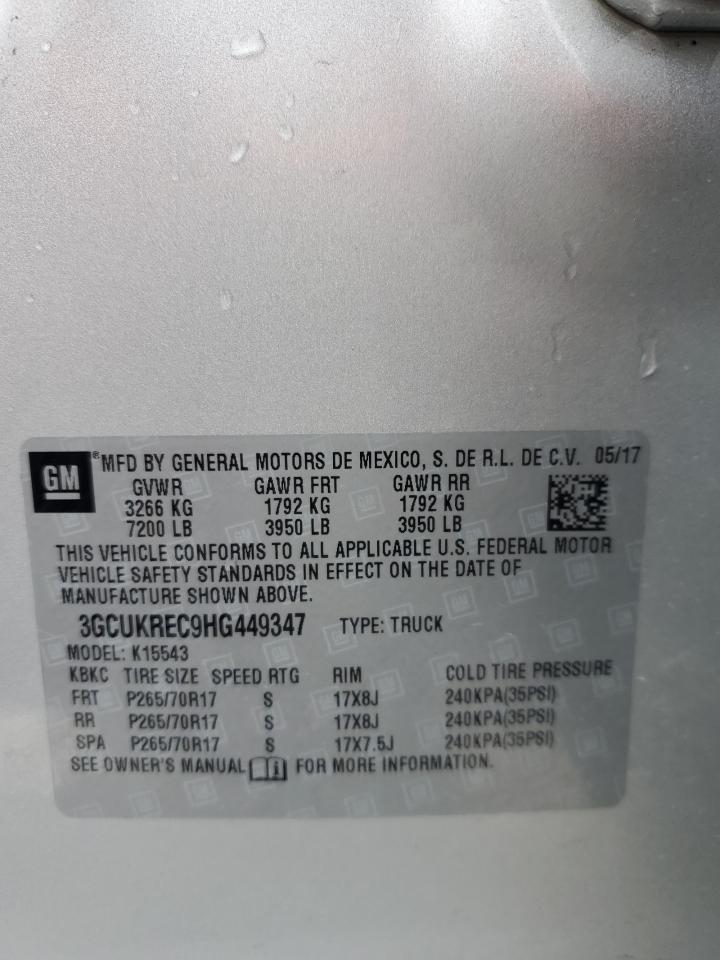 GM ®MFD BY GENERAL MOTORS DE MEXICO, S. DE R.L. DE C.V. 05/17
GVWR GAWR FRT GAWR RR
3266 KG 1792 KG 1792 KG
7200 LB 3950 LB 3950 LB
THIS VEHICLE CONFORMS TO ALL APPLICABLE U.S. FEDERAL MOTOR
VEHICLE SAFETY STANDARDS IN EFFECT ON THE DATE OF
MANUFACTURE SHOWN ABOVE.
3GCUKREC9HG449347 TYPE: TRUCK
MODEL: K15543
KBKC TIRE SIZE SPEED RTG RIM COLD TIRE PRESSURE
FRT P265/70R17 S 17X8J 240KPA(35PSI)
RR P265/70R17 S 17X8J 240KPA(35PSI)
SPA P265/70R17 S 17X7.5J 240KPA(35PSI)
SEE OWNER'S MANUAL FOR MORE INFORMATION.